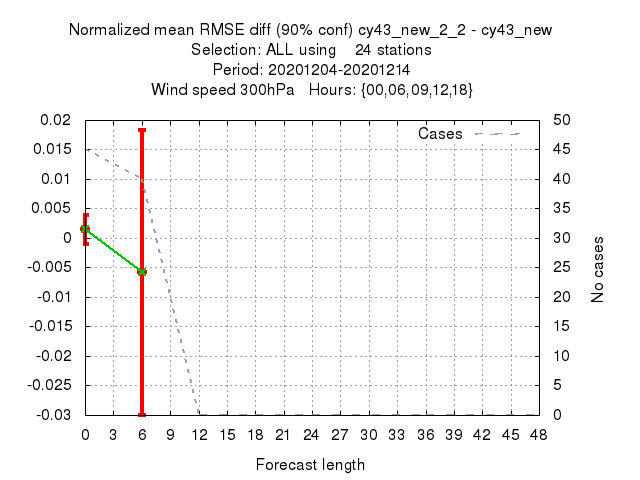 Normalized mean RMSE diff (90% conf) cy43_new_2_2 - cy43_new
Selection: ALL using    24 stations
Period: 20201204-20201214
Wind speed 300hPa   Hours: {00,06,09,12,18}
Cases
0.02
0.015
0.01
0.005
0
-0.005
-0.01
-0.015
-0.02
-0.025
-0.03
50
45
40
35
30
25
20
15
10
5
0
No cases
0 3 6 9 12 15 18 21 24 27 30 33 36 39 42 45 48
Forecast length